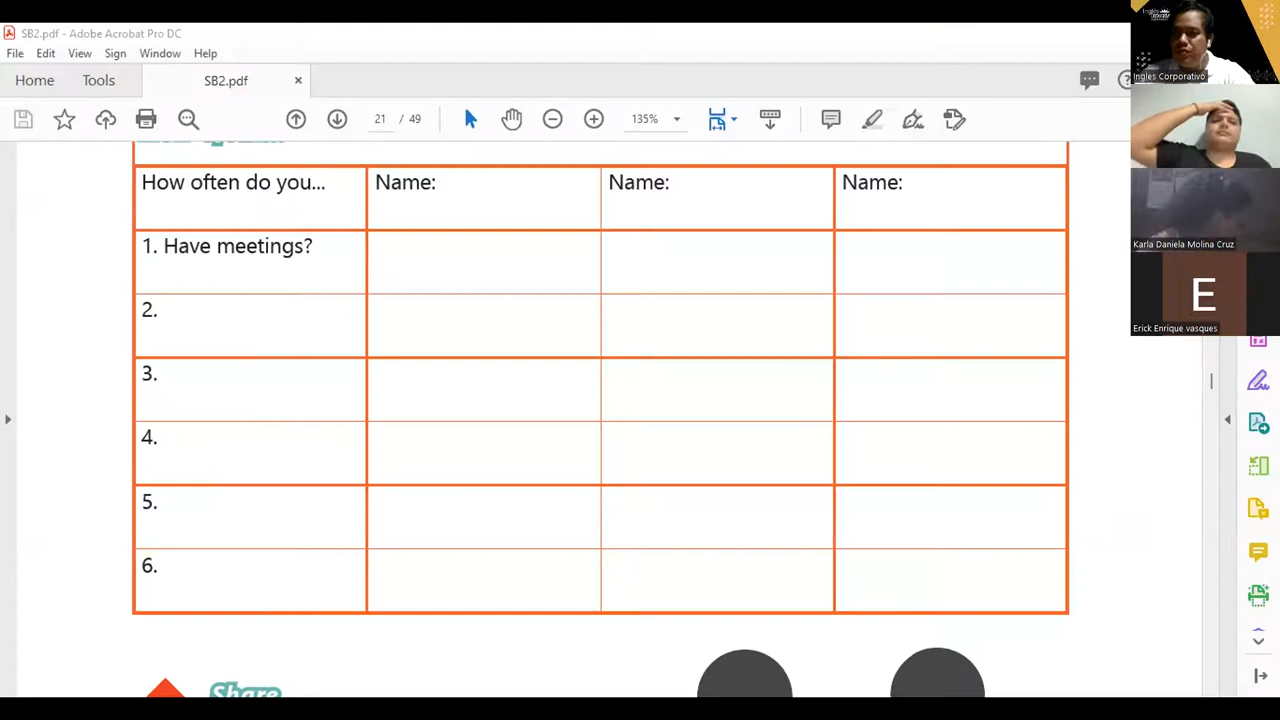 SB2.pdf - Adobe Acrobat Pro DC
File Edit View Sign Window Help
Home Tools SB2.pdf ×
21 / 49 135%
How often do you... Name: Name: Name:
1. Have meetings?
2.
3.
4.
5.
6.
Share
Ingles Corporativo
Karla Daniela Molina Cruz
E
Erick Enrique vasques